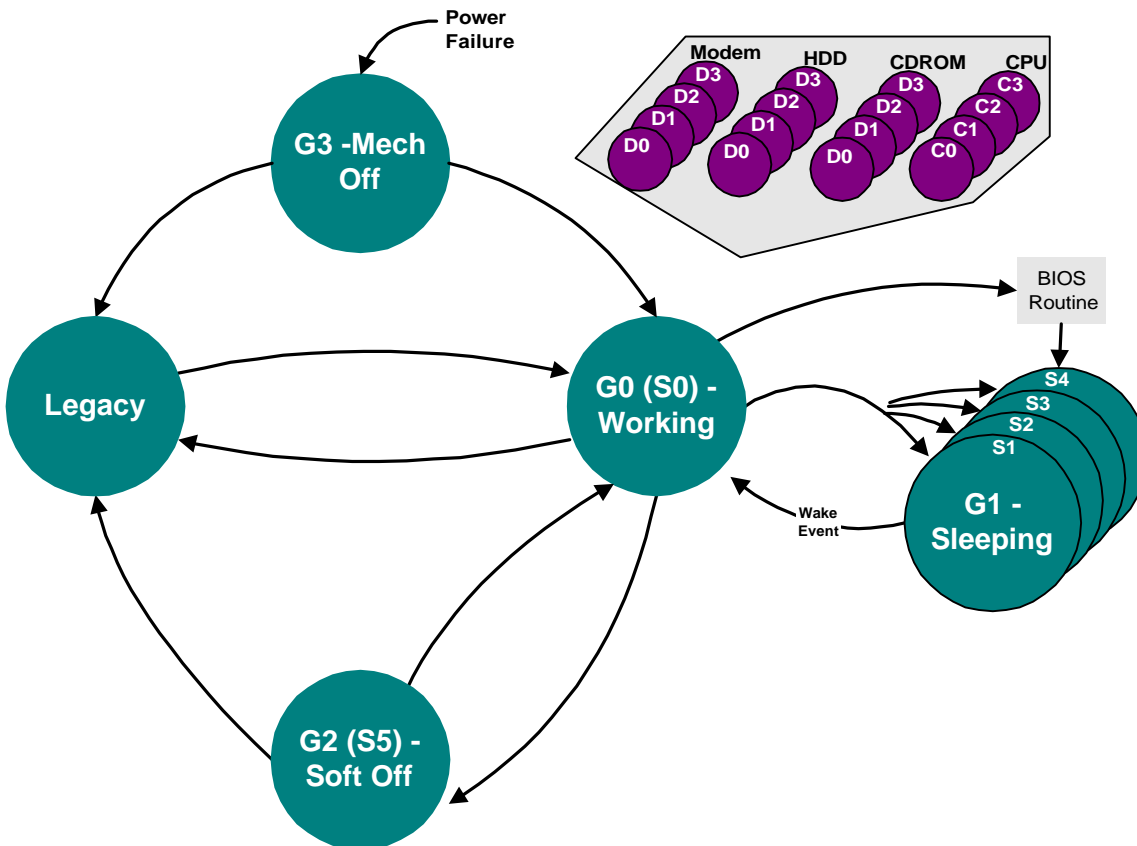 Power
Failure
G3 -Mech
Off
Modem
HDD
CDROM
CPU
D3
D2
D1
D0
D3
D2
D1
D0
D3
D2
D1
D0
C3
C2
C1
C0
BIOS
Routine
Legacy
G0 (S0) -
Working
S4
S3
S2
S1
G1 -
Sleeping
Wake
Event
G2 (S5) -
Soft Off